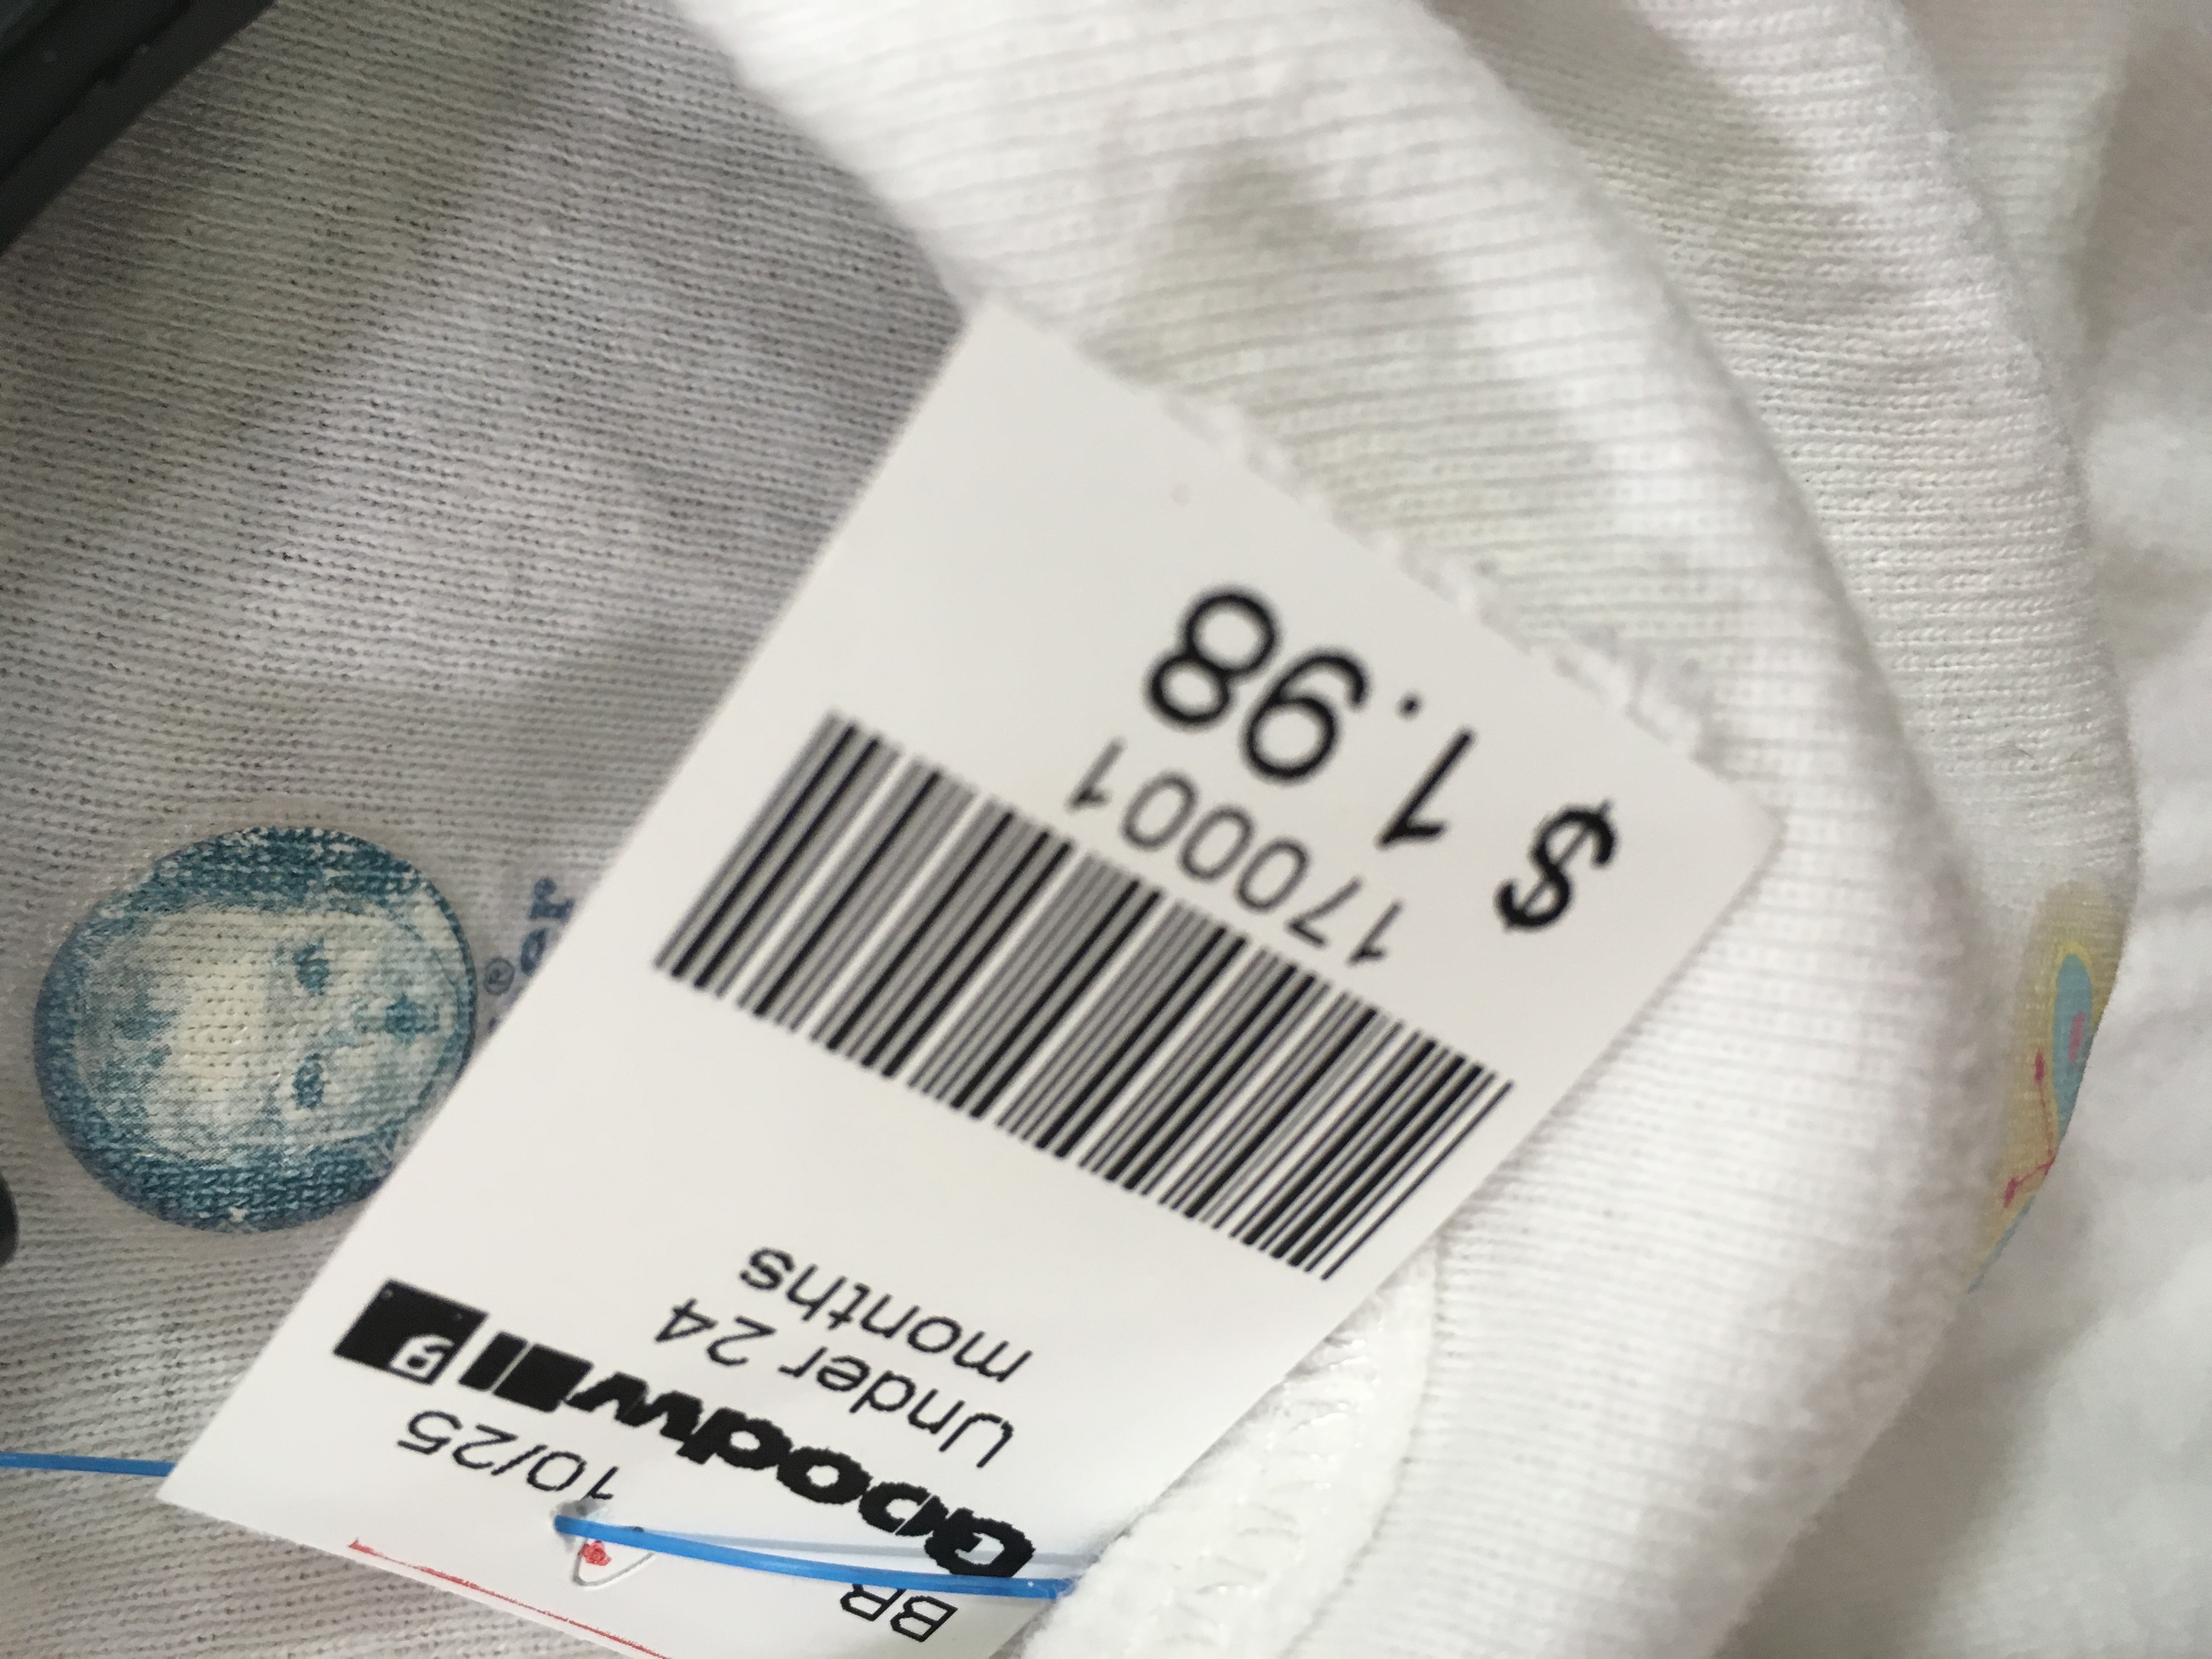 BR
10/25
Goodwill
Under 24
months
170001
$ 1.98